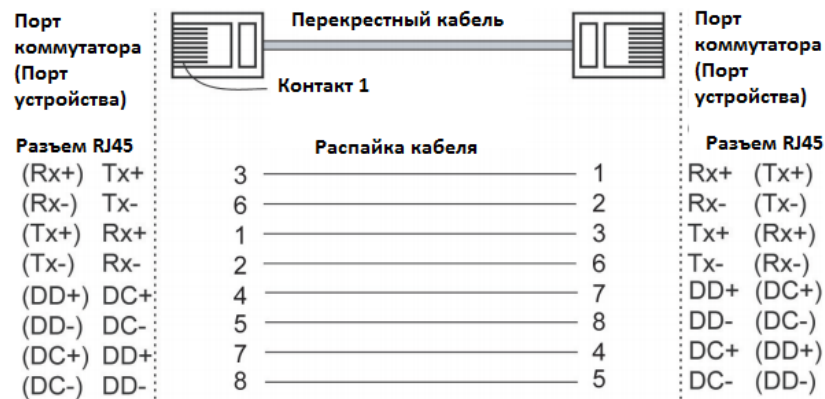 Порт
коммутатора
(Порт
устройства)
Перекрестный кабель
Контакт 1
Порт
коммутатора
(Порт
устройства)
Разъем RJ45
Распайка кабеля
Разъем RJ45
(Rx+) Tx+ 3 1 Rx+ (Tx+)
(Rx-) Tx- 6 2 Rx- (Tx-)
(Tx+) Rx+ 1 3 Tx+ (Rx+)
(Tx-) Rx- 2 6 Tx- (Rx-)
(DD+) DC+ 4 7 DD+ (DC+)
(DD-) DC- 5 8 DD- (DC-)
(DC+) DD+ 7 4 DC+ (DD+)
(DC-) DD- 8 5 DC- (DD-)